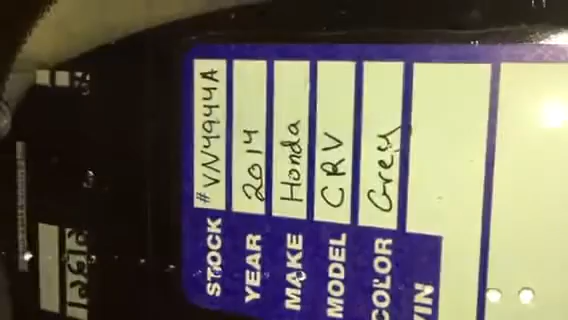 STOCK # VN4944A
YEAR 2014
MAKE Honda
MODEL CRV
COLOR Grey
VIN